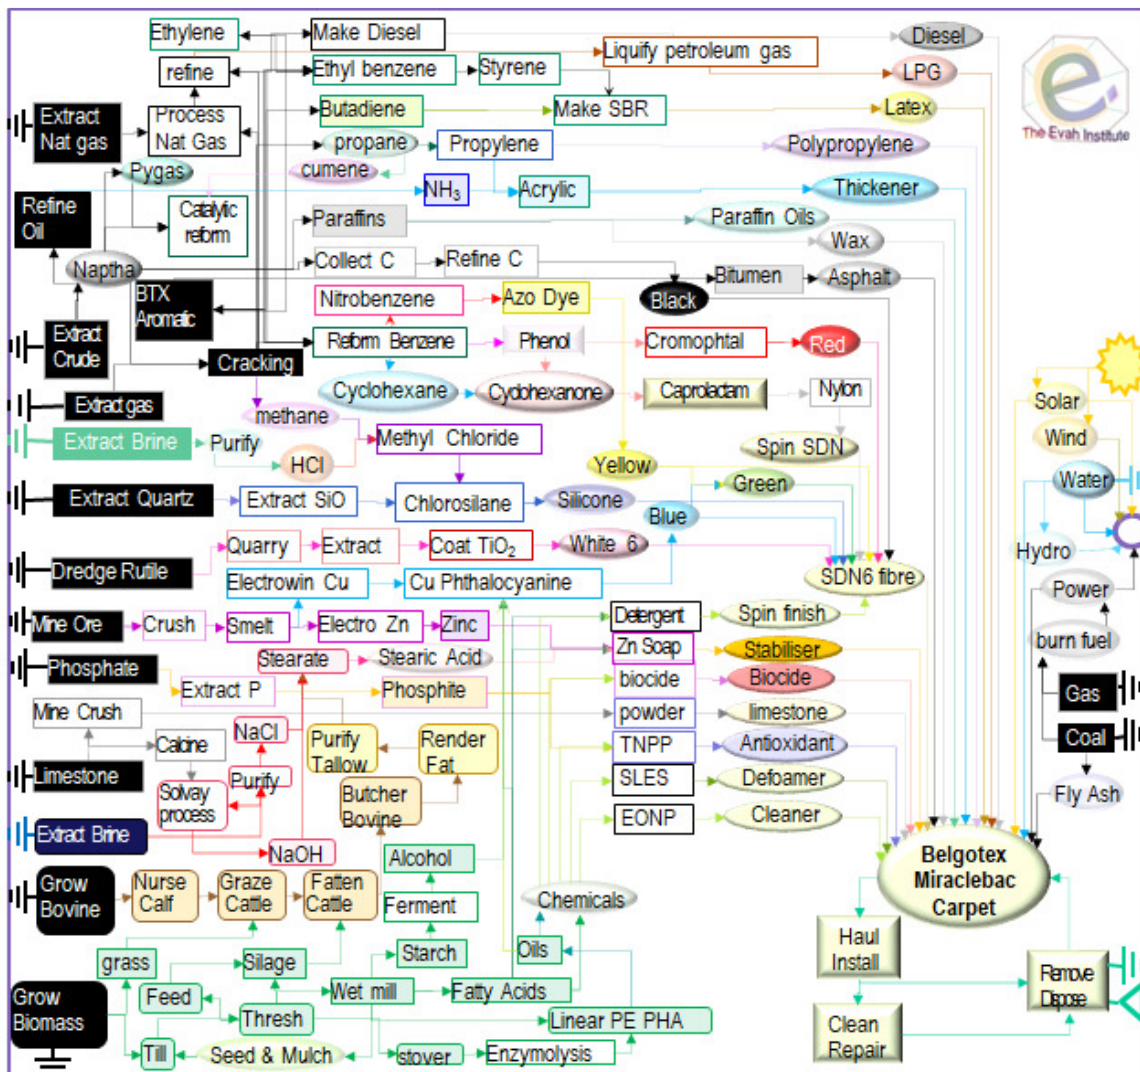 Ethylene
Make Diesel
Diesel
Liquify petroleum gas
refine
Ethyl benzene
Styrene
LPG
Extract
Nat gas
Process
Nat Gas
Butadiene
Make SBR
Latex
The Evah Institute
propane
Propylene
Polypropylene
Pygas
cumene
NH₃
Acrylic
Thickener
Refine
Oil
Catalytic
reform
Paraffins
Paraffin Oils
Wax
Naptha
Collect C
Refine C
Bitumen
Asphalt
BTX
Aromatic
Nitrobenzene
Azo Dye
Black
Extract
Crude
Reform Benzene
Phenol
Cromophtal
Red
Cracking
Cyclohexane
Cyclohexanone
Caprolactam
Nylon
Extract gas
Solar
methane
Extract Brine
Purify
Methyl Chloride
Spin SDN
Wind
HCl
Yellow
Green
Water
Extract Quartz
Extract SiO
Chlorosilane
Silicone
Blue
Quarry
Extract
Coat TiO₂
White 6
Hydro
Dredge Rutile
Electrowin Cu
Cu Phthalocyanine
SDN6 fibre
Power
Mine Ore
Crush
Smelt
Electro Zn
Zinc
Detergent
Spin finish
burn fuel
Stearate
Stearic Acid
Zn Soap
Stabiliser
Phosphate
Extract P
Phosphite
biocide
Biocide
Gas
Mine Crush
NaCl
Purify
Tallow
Render
Fat
powder
limestone
Coal
Calcine
TNPP
Antioxidant
Limestone
Purify
SLES
Defoamer
Fly Ash
Solvay
process
Butcher
Bovine
EONP
Cleaner
Extract Brine
NaOH
Alcohol
Belgotex
Miraclebac
Carpet
Grow
Bovine
Nurse
Calf
Graze
Cattle
Fatten
Cattle
Ferment
Chemicals
Haul
Install
grass
Silage
Starch
Oils
Remove
Dispose
Grow
Biomass
Feed
Wet mill
Fatty Acids
Thresh
Linear PE PHA
Clean
Repair
Till
Seed & Mulch
stover
Enzymolysis